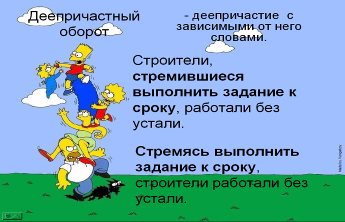 Деепричастный
оборот
- деепричастие с
зависимыми от него
словами.
Строители,
стремившиеся
выполнить задание к
сроку, работали без
устали.
Стремясь выполнить
задание к сроку,
строители работали без
устали.